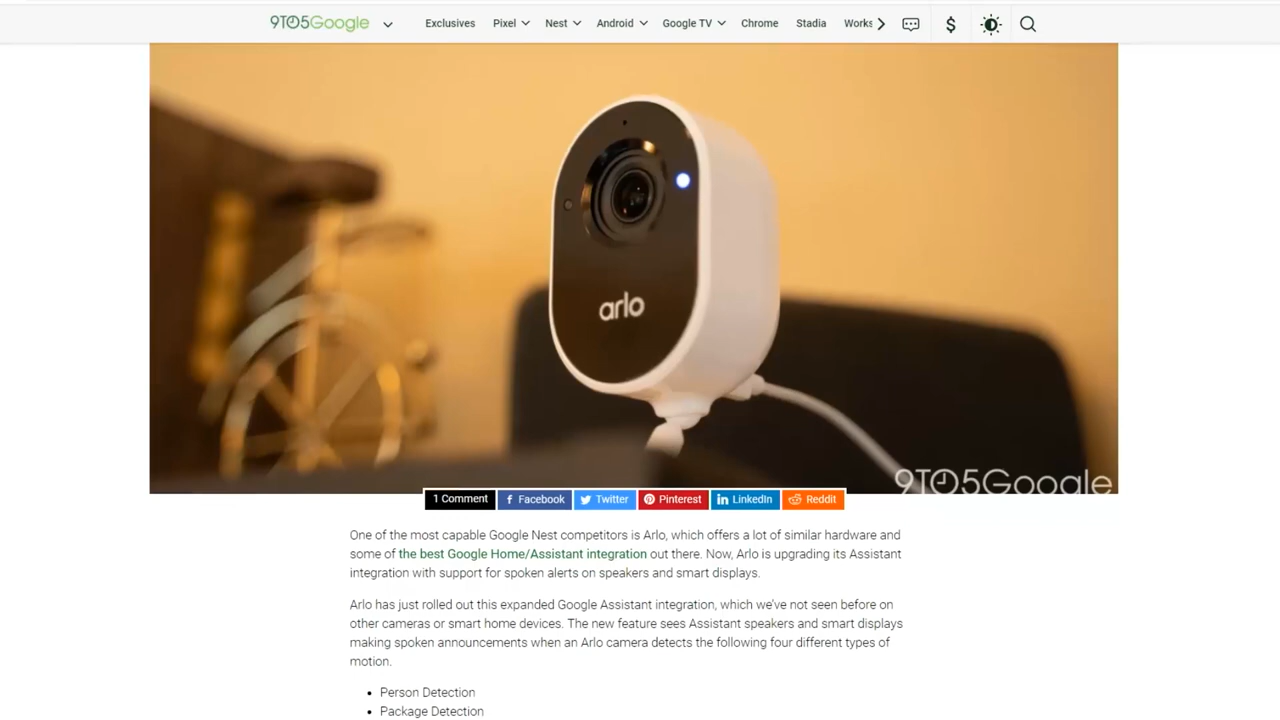 9TO5Google
Exclusives Pixel Nest Android Google TV Chrome Stadia Works
$
arlo
9TO5Google
1 Comment Facebook Twitter Pinterest LinkedIn Reddit
One of the most capable Google Nest competitors is Arlo, which offers a lot of similar hardware and
some of the best Google Home/Assistant integration out there. Now, Arlo is upgrading its Assistant
integration with support for spoken alerts on speakers and smart displays.
Arlo has just rolled out this expanded Google Assistant integration, which we've not seen before on
other cameras or smart home devices. The new feature sees Assistant speakers and smart displays
making spoken announcements when an Arlo camera detects the following four different types of
motion.
• Person Detection
• Package Detection